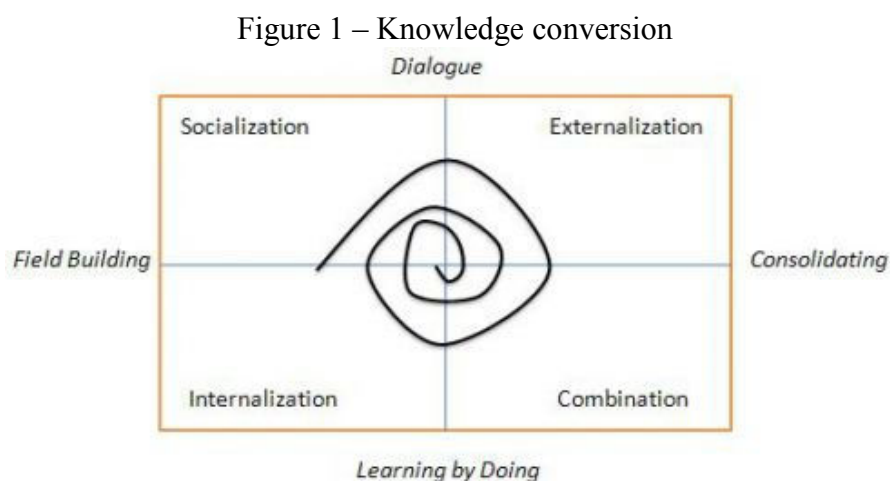 Figure 1 – Knowledge conversion
Dialogue
Socialization
Externalization
Field Building
Consolidating
Internalization
Combination
Learning by Doing